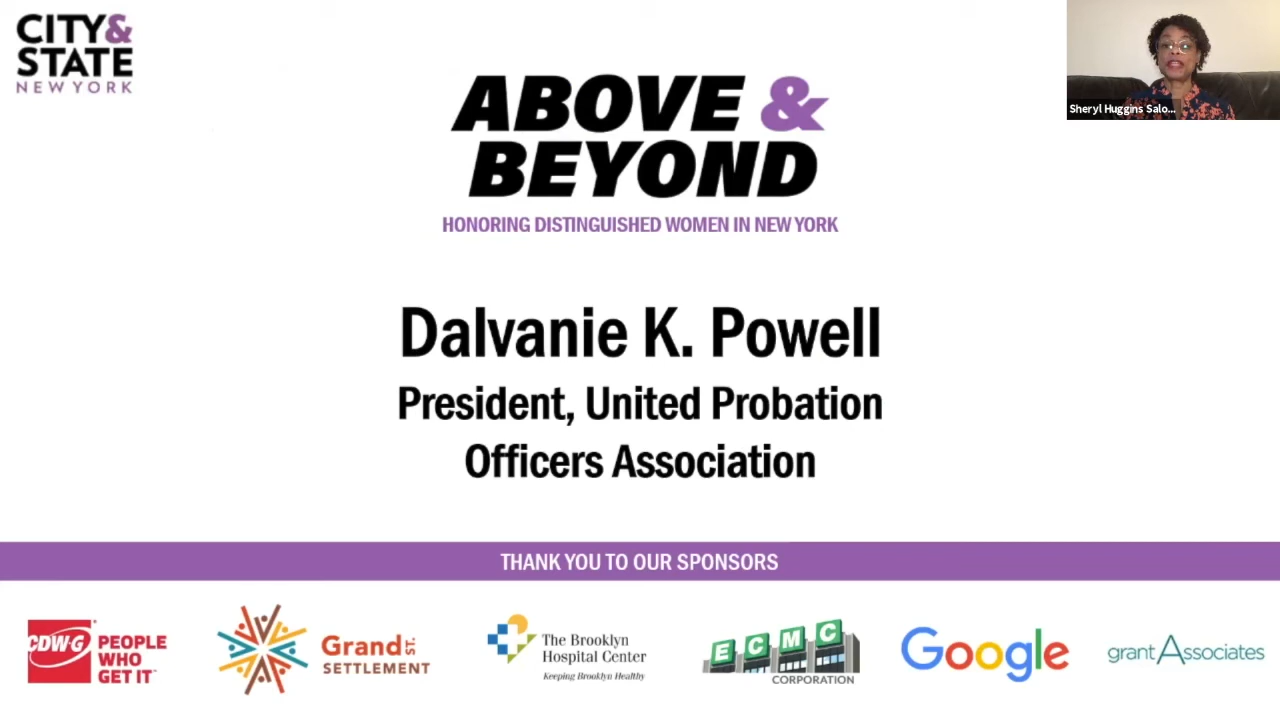 CITY&
STATE
NEW YORK
ABOVE &
BEYOND
HONORING DISTINGUISHED WOMEN IN NEW YORK
Sheryl Huggins Salo...
Dalvanie K. Powell
President, United Probation
Officers Association
THANK YOU TO OUR SPONSORS
CDW·G
PEOPLE
WHO
GET IT
Grand ST.
SETTLEMENT
The Brooklyn
Hospital Center
Keeping Brooklyn Healthy
ECMC
CORPORATION
Google
grantAssociates